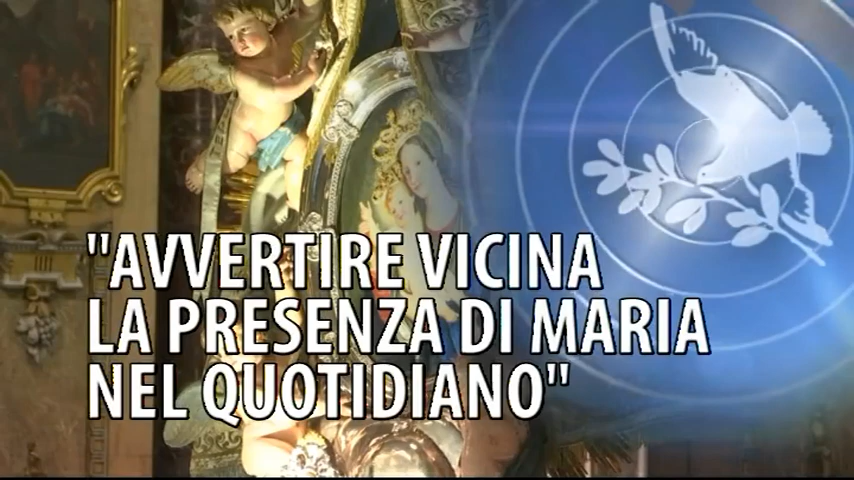 "AVVERTIRE VICINA
LA PRESENZA DI MARIA
NEL QUOTIDIANO"